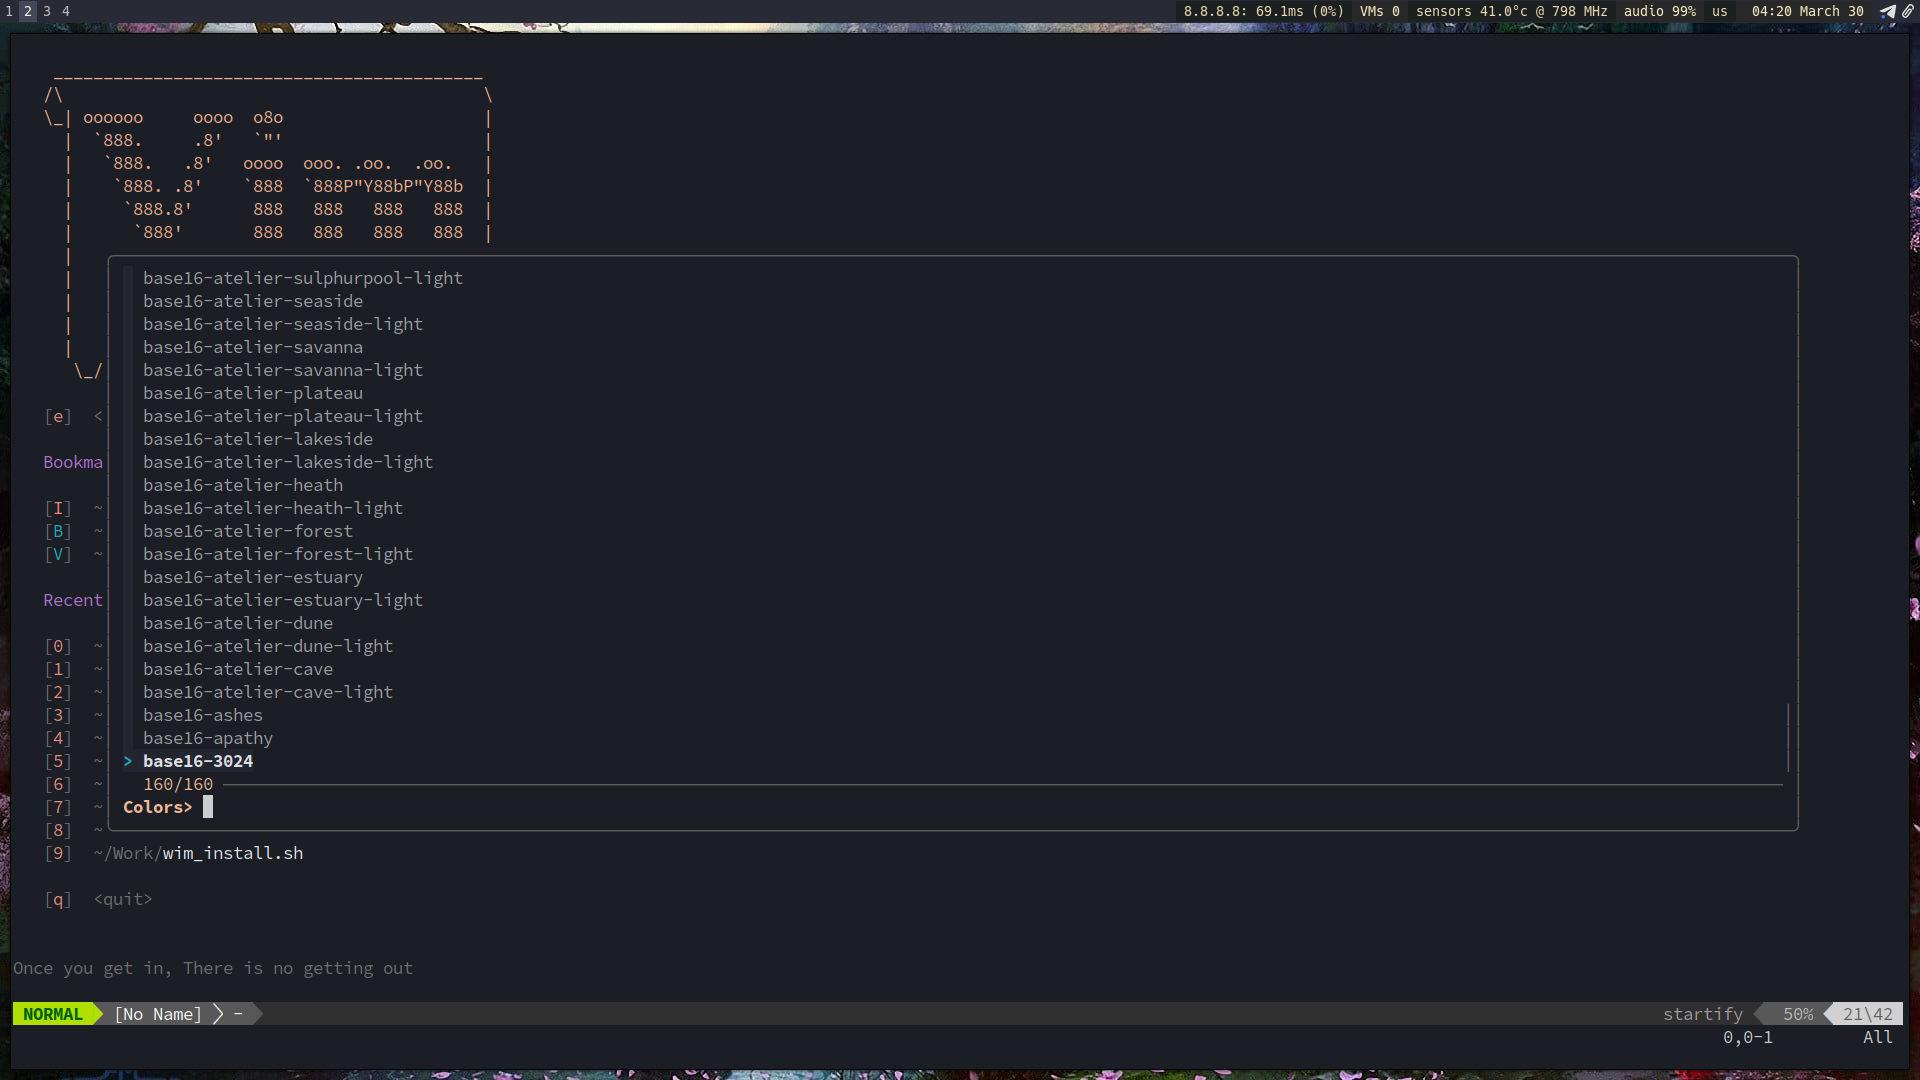 1 2 3 4 8.8.8.8: 69.1ms (0%) VMs 0 sensors 41.0°c @ 798 MHz audio 99% us 04:20 March 30
 ___________________________________________
/\                                          \
\_| oooooo     oooo  o8o                    |
  |  `888.     .8'   `"'                    |
  |   `888.   .8'   oooo  ooo. .oo.  .oo.   |
  |    `888. .8'    `888  `888P"Y88bP"Y88b  |
  |     `888.8'      888   888   888   888  |
  |      `888'       888   888   888   888  |
  |
  | base16-atelier-sulphurpool-light
  | base16-atelier-seaside
  | base16-atelier-seaside-light
  | base16-atelier-savanna
\_/ base16-atelier-savanna-light
base16-atelier-plateau
[e] < base16-atelier-plateau-light
base16-atelier-lakeside
Bookma base16-atelier-lakeside-light
base16-atelier-heath
[I] ~ base16-atelier-heath-light
[B] ~ base16-atelier-forest
[V] ~ base16-atelier-forest-light
base16-atelier-estuary
Recent base16-atelier-estuary-light
base16-atelier-dune
[0] ~ base16-atelier-dune-light
[1] ~ base16-atelier-cave
[2] ~ base16-atelier-cave-light
[3] ~ base16-ashes
[4] ~ base16-apathy
[5] ~ > base16-3024
[6] ~ 160/160
[7] ~ Colors>
[8] ~
[9] ~/Work/wim_install.sh
[q] <quit>
Once you get in, There is no getting out
NORMAL [No Name] - startify 50% 21\42
0,0-1 All